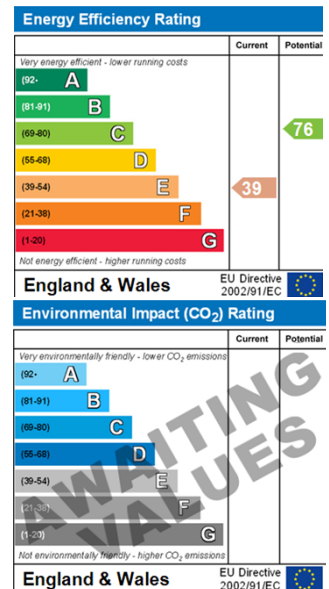 Energy Efficiency Rating
Current Potential
Very energy efficient - lower running costs
(92- A
(81-91) B
(69-80) C
76
(55-68) D
(39-54) E
39
(21-38) F
(1-20) G
Not energy efficient - higher running costs
England & Wales
EU Directive
2002/91/EC
Environmental Impact (CO₂) Rating
Current Potential
Very environmentally friendly - lower CO₂ emissions
(92- A
(81-91) B
(69-80) C
(55-68) D
(39-54) E
(21-38) F
(1-20) G
AWAITING
VALUES
Not environmentally friendly - higher CO₂ emissions
England & Wales
EU Directive
2002/91/EC